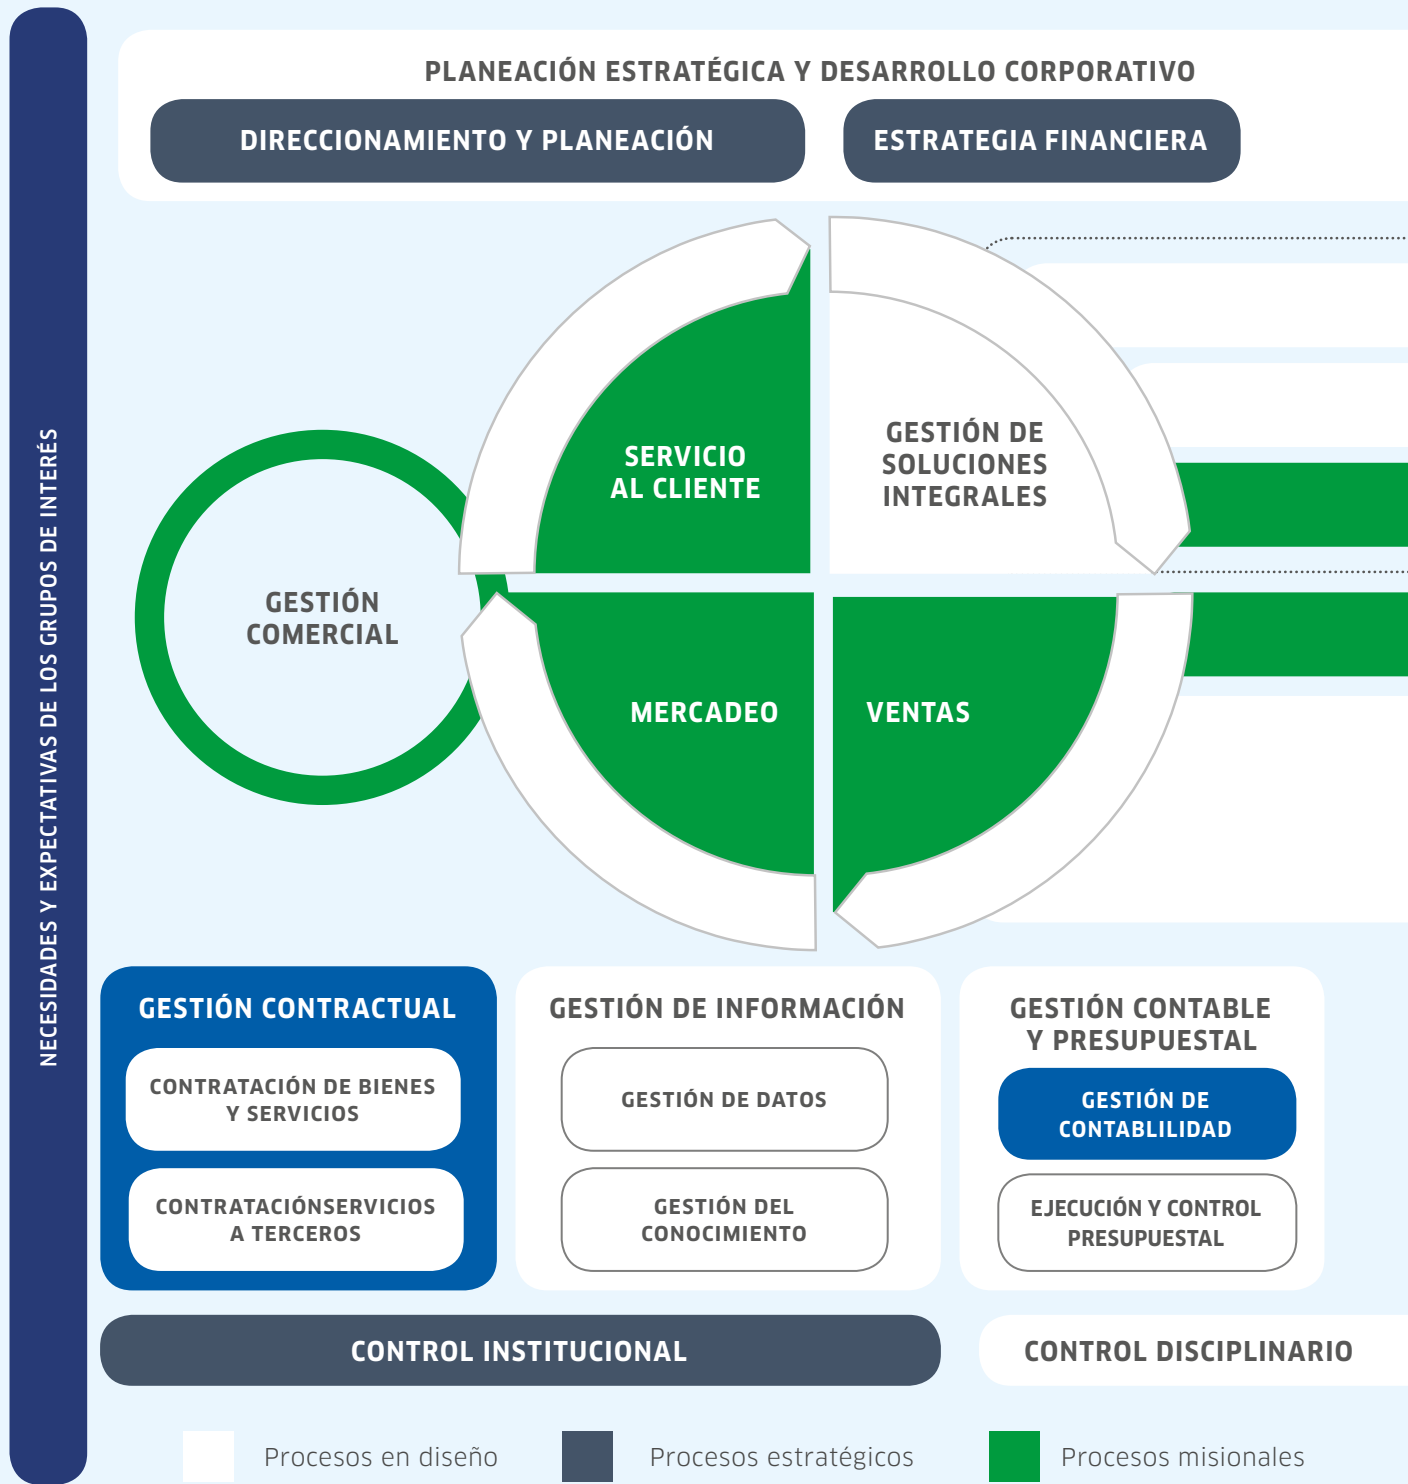 NECESIDADES Y EXPECTATIVAS DE LOS GRUPOS DE INTERÉS
PLANEACIÓN ESTRATÉGICA Y DESARROLLO CORPORATIVO
DIRECCIONAMIENTO Y PLANEACIÓN
ESTRATEGIA FINANCIERA
GESTIÓN
COMERCIAL
SERVICIO
AL CLIENTE
GESTIÓN DE
SOLUCIONES
INTEGRALES
MERCADEO
VENTAS
GESTIÓN CONTRACTUAL
CONTRATACIÓN DE BIENES
Y SERVICIOS
CONTRATACIÓNSERVICIOS
A TERCEROS
GESTIÓN DE INFORMACIÓN
GESTIÓN DE DATOS
GESTIÓN DEL
CONOCIMIENTO
GESTIÓN CONTABLE
Y PRESUPUESTAL
GESTIÓN DE
CONTABLILIDAD
EJECUCIÓN Y CONTROL
PRESUPUESTAL
CONTROL INSTITUCIONAL
CONTROL DISCIPLINARIO
Procesos en diseño
Procesos estratégicos
Procesos misionales